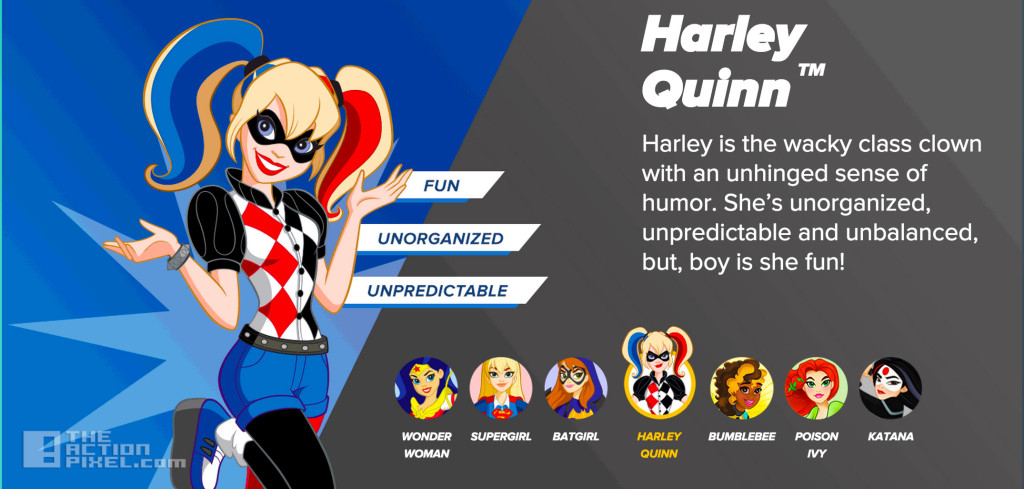 Harley
Quinn™
Harley is the wacky class clown
with an unhinged sense of
humor. She's unorganized,
unpredictable and unbalanced,
but, boy is she fun!
FUN
UNORGANIZED
UNPREDICTABLE
WONDER
WOMAN
SUPERGIRL
BATGIRL
HARLEY
QUINN
BUMBLEBEE
POISON
IVY
KATANA
THE
ACTION
PIXEL.com